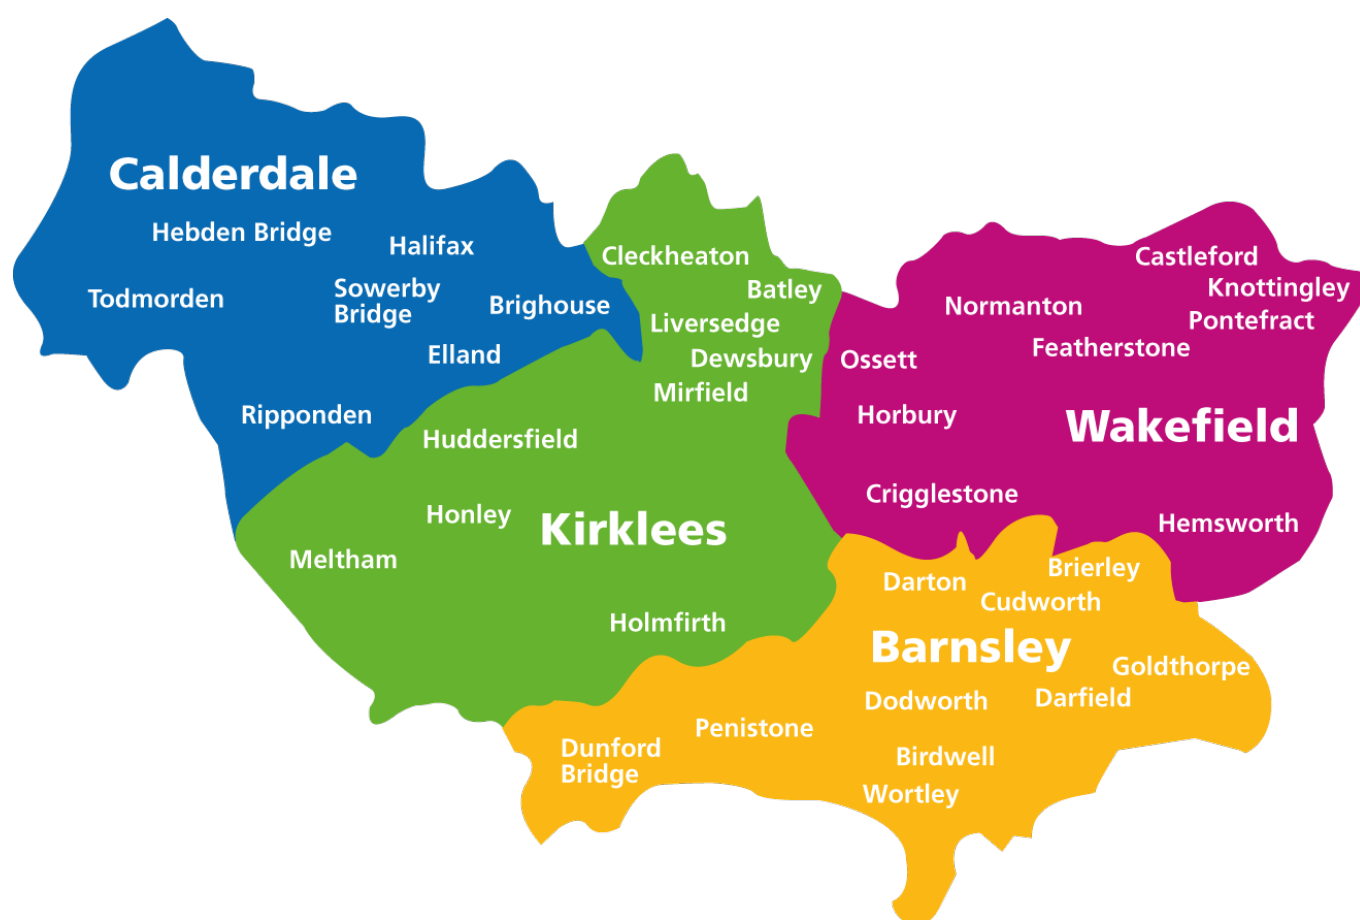 Calderdale
Hebden Bridge
Halifax
Todmorden
Sowerby
Bridge
Brighouse
Elland
Ripponden
Cleckheaton
Batley
Liversedge
Dewsbury
Mirfield
Huddersfield
Honley
Kirklees
Meltham
Holmfirth
Castleford
Knottingley
Normanton
Pontefract
Featherstone
Ossett
Horbury
Wakefield
Crigglestone
Hemsworth
Brierley
Darton
Cudworth
Barnsley
Goldthorpe
Dodworth
Darfield
Penistone
Dunford
Bridge
Birdwell
Wortley